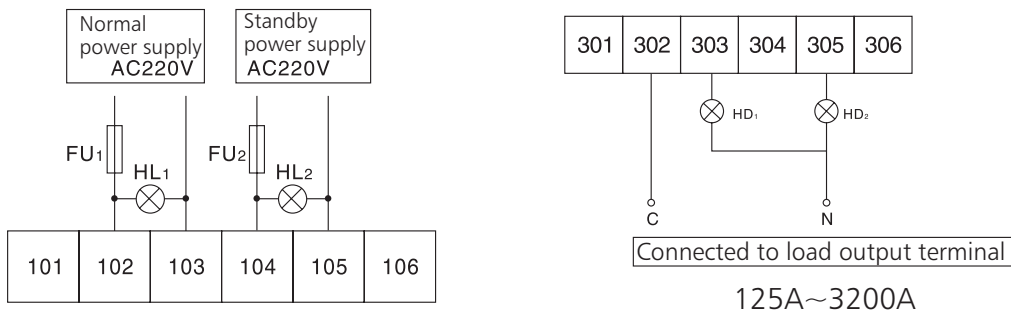 Normal
power supply
AC220V
Standby
power supply
AC220V
FU1
HL1
FU2
HL2
101 102 103 104 105 106
301 302 303 304 305 306
HD1
HD2
C
N
Connected to load output terminal
125A~3200A